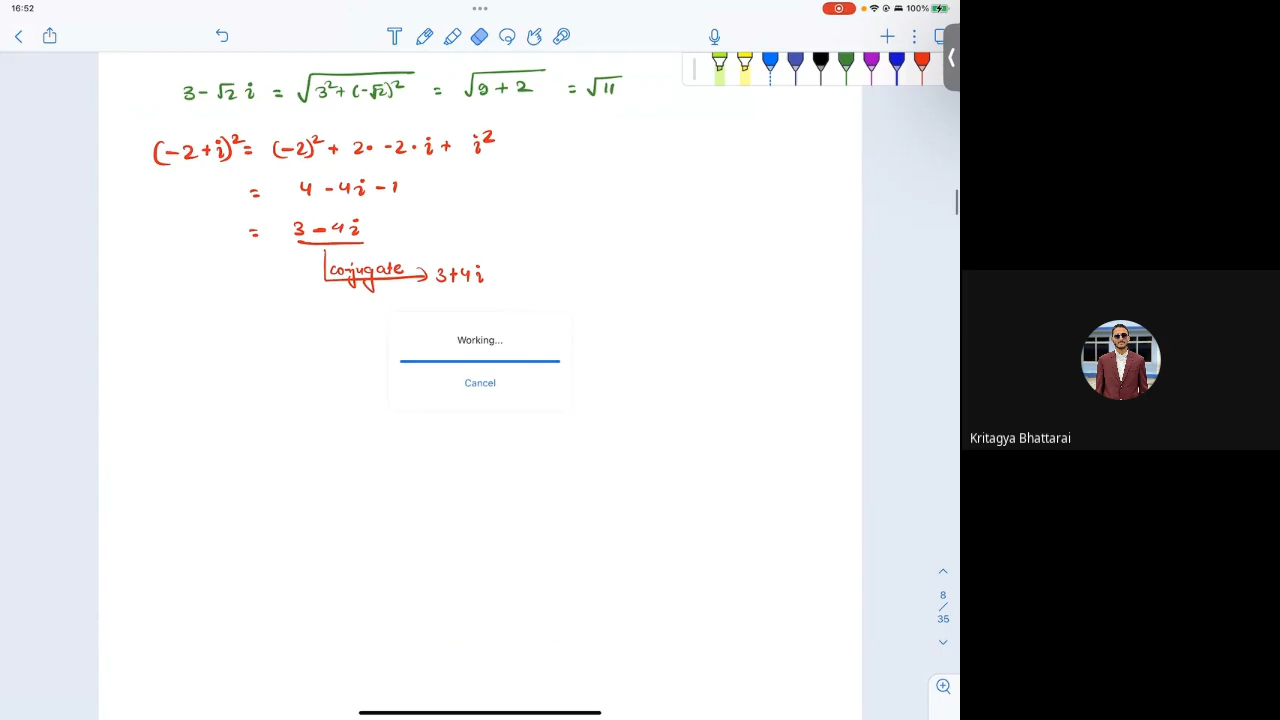 16:52
100%
3 - √2 i = √(3² + (-√2)²) = √(9 + 2) = √11
(-2 + i)² = (-2)² + 2 · -2 · i + i²
= 4 - 4i - 1
= 3 - 4i
conjugate → 3 + 4i
Working...
Cancel
Kritagya Bhattarai
8
/
35